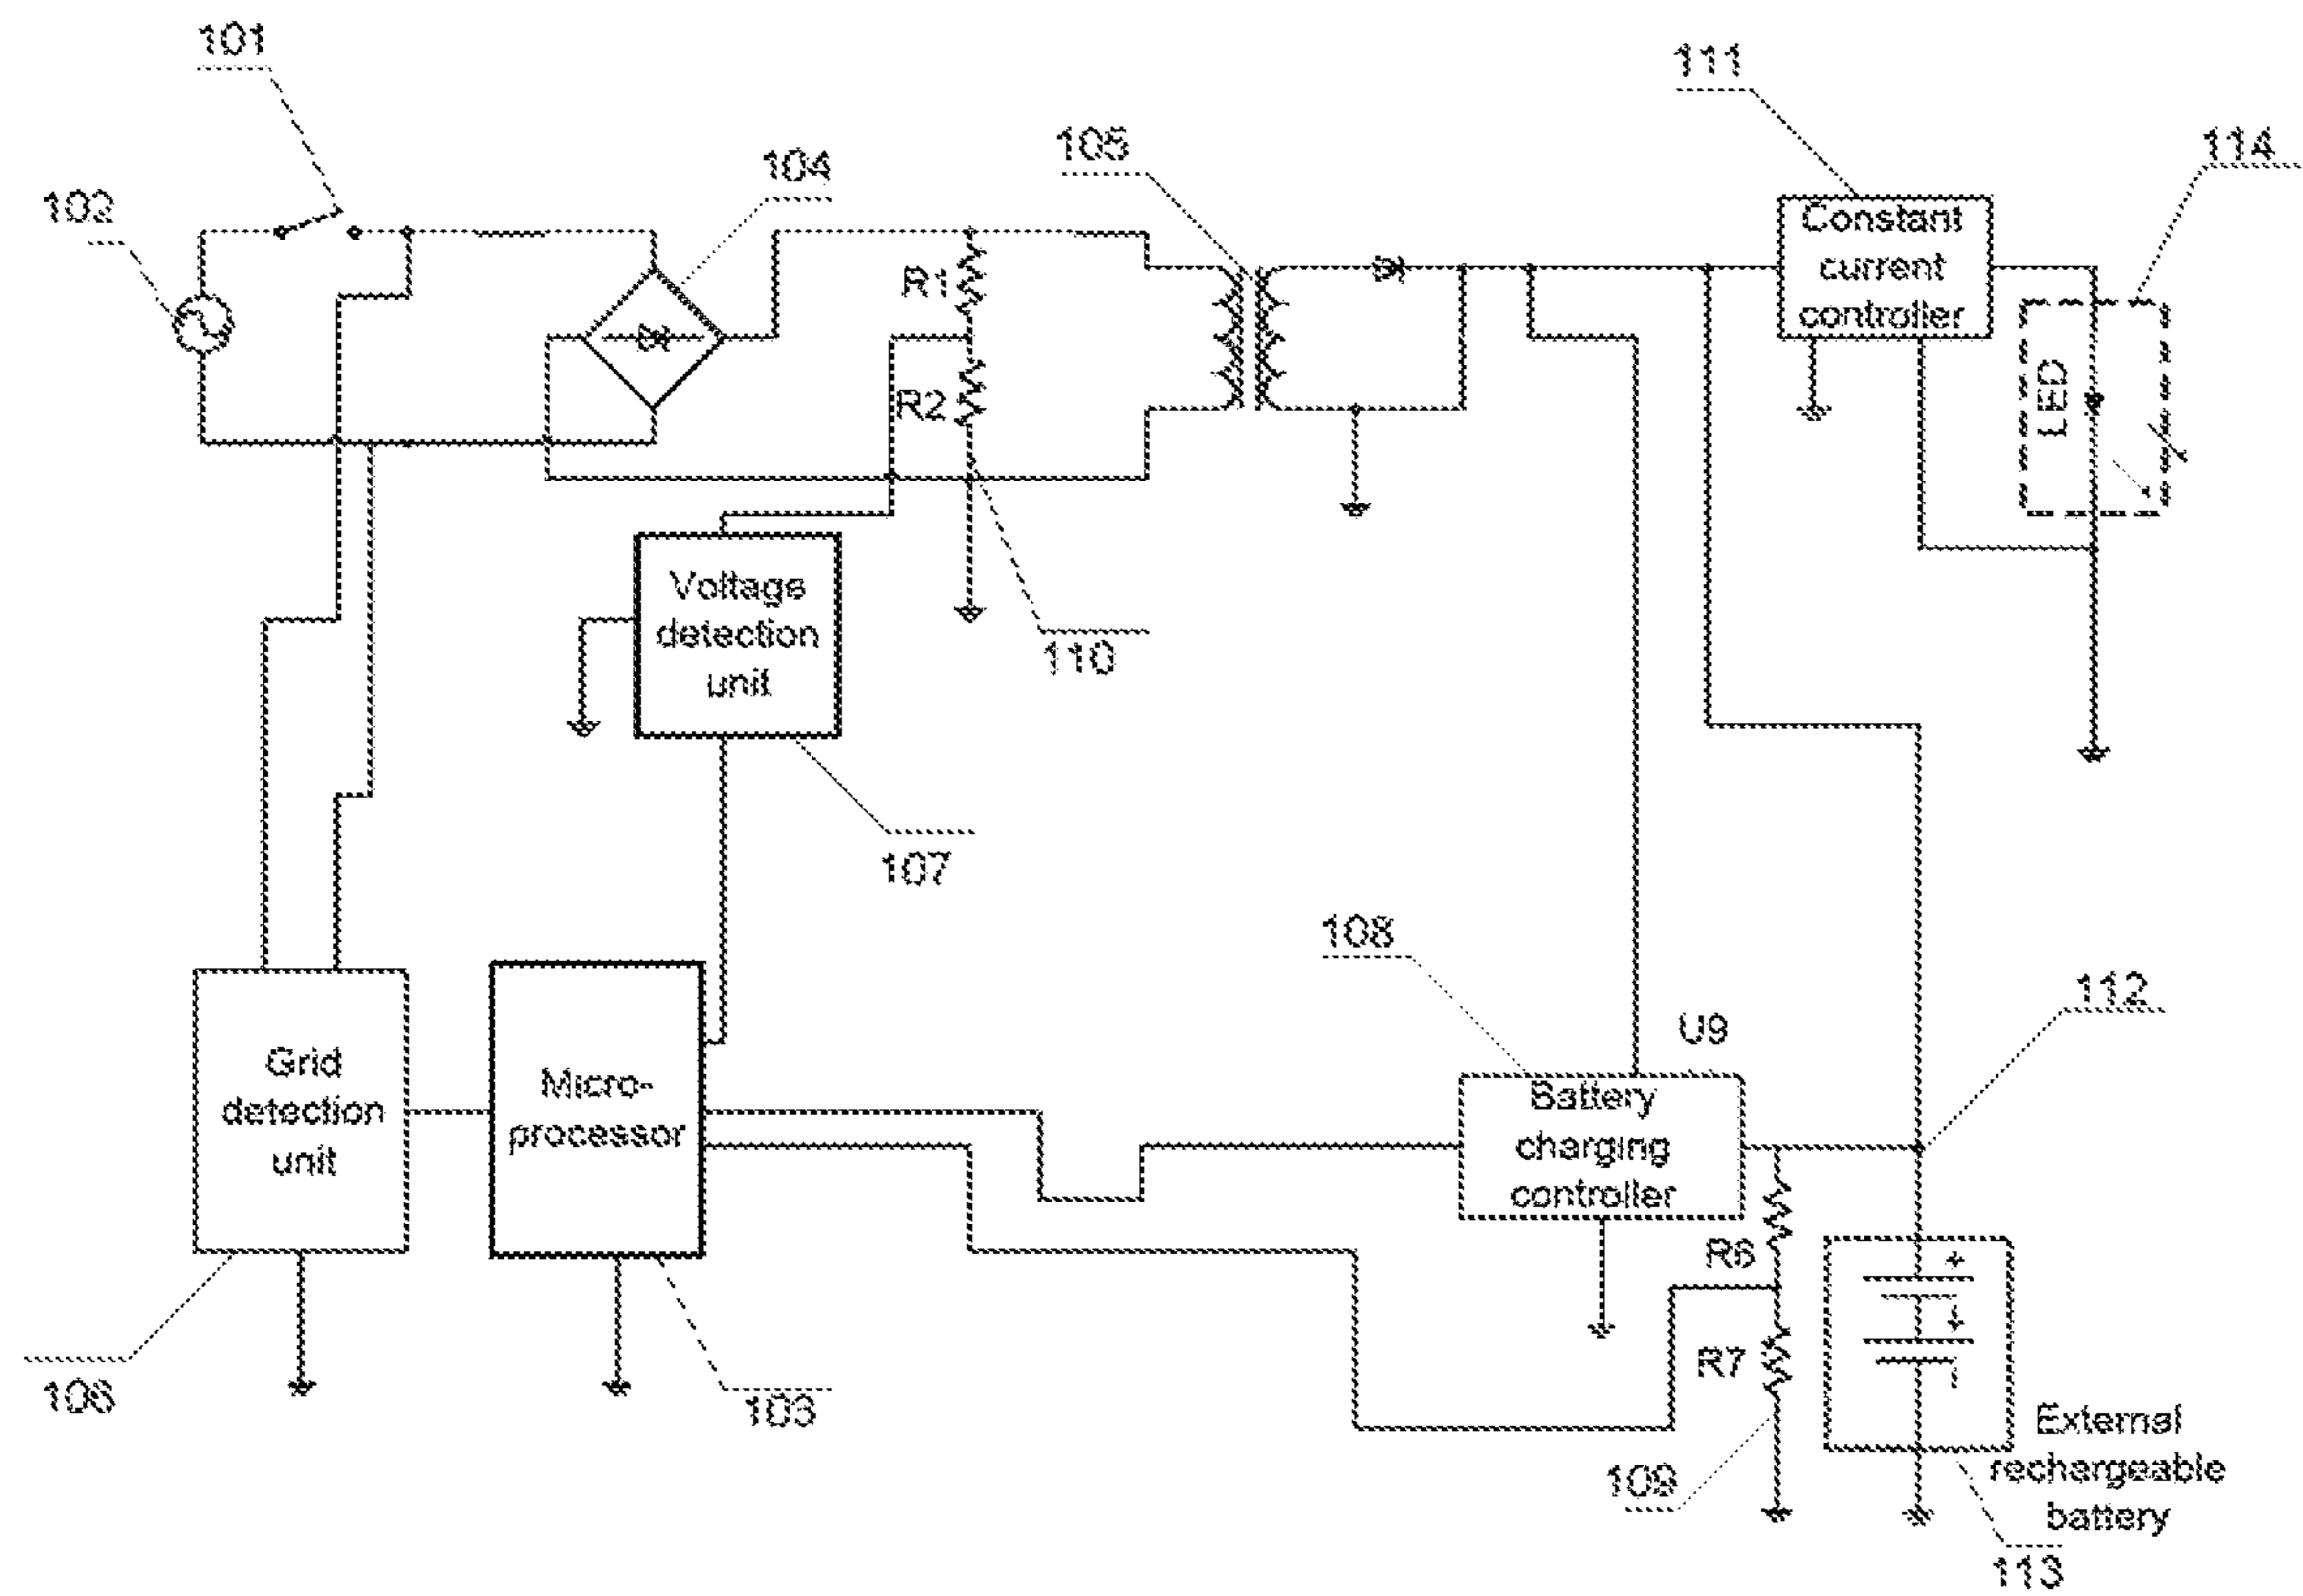 101
111
105
114
104
102
Constant
current
controller
R1
R2
LED
Voltage
detection
unit
110
107
108
112
U9
Grid
detection
unit
Micro-
processor
Battery
charging
controller
R6
R7
106
103
External
rechargeable
battery
109
113